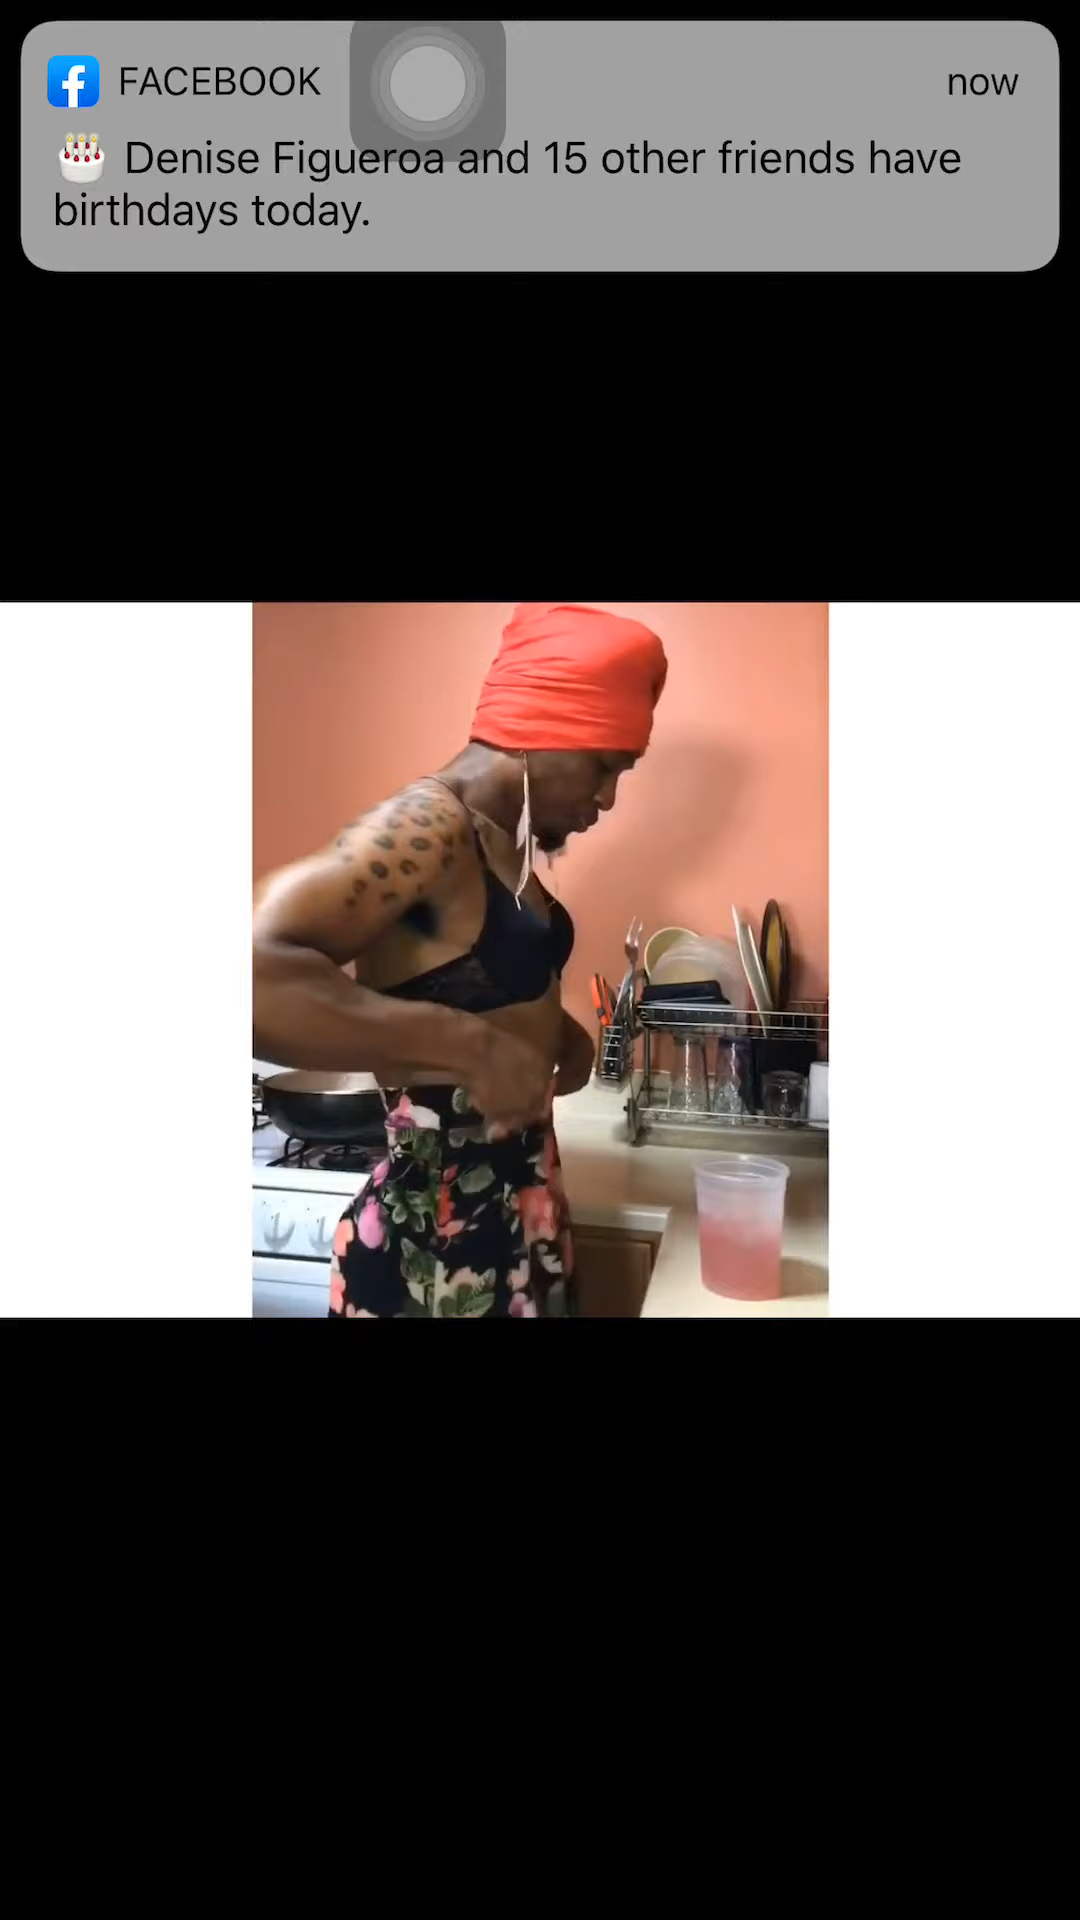 FACEBOOK now
🎂 Denise Figueroa and 15 other friends have
birthdays today.